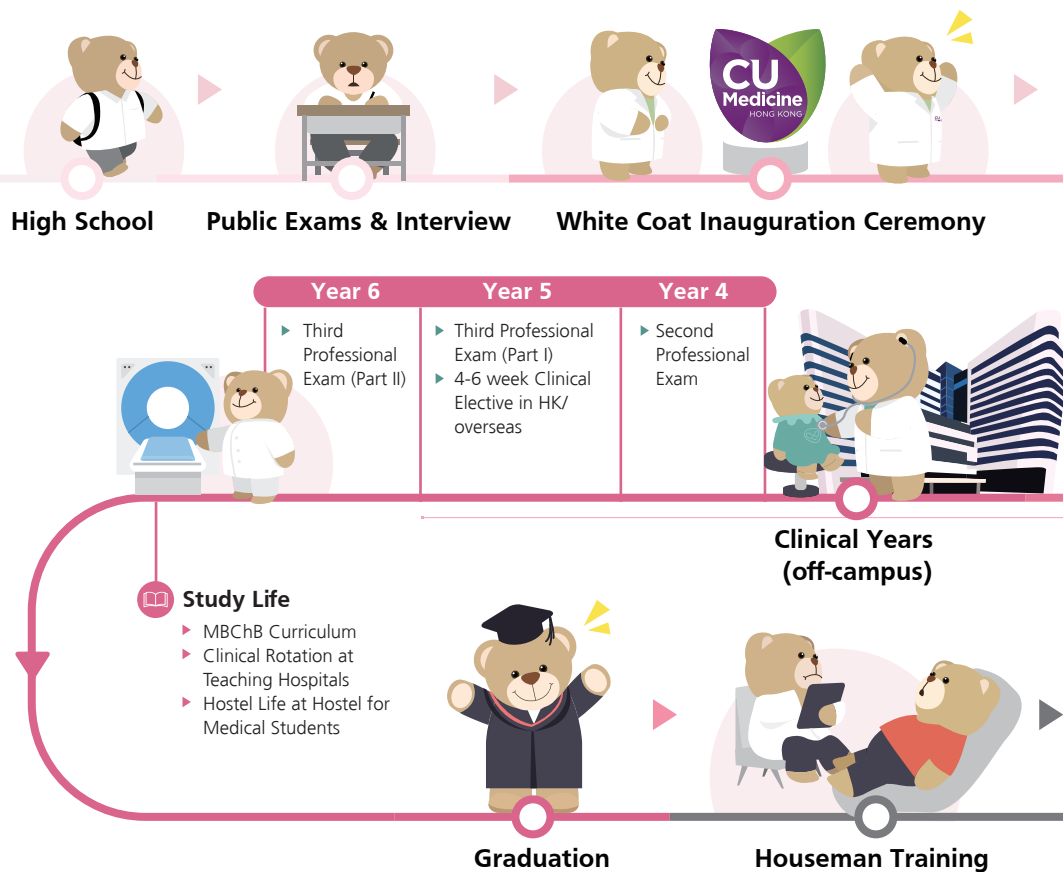 CU
Medicine
HONG KONG
High School
Public Exams & Interview
White Coat Inauguration Ceremony
Year 6
Year 5
Year 4
Third
Professional
Exam (Part II)
Third Professional
Exam (Part I)
4-6 week Clinical
Elective in HK/
overseas
Second
Professional
Exam
Clinical Years
(off-campus)
Study Life
MBChB Curriculum
Clinical Rotation at
Teaching Hospitals
Hostel Life at Hostel for
Medical Students
Graduation
Houseman Training